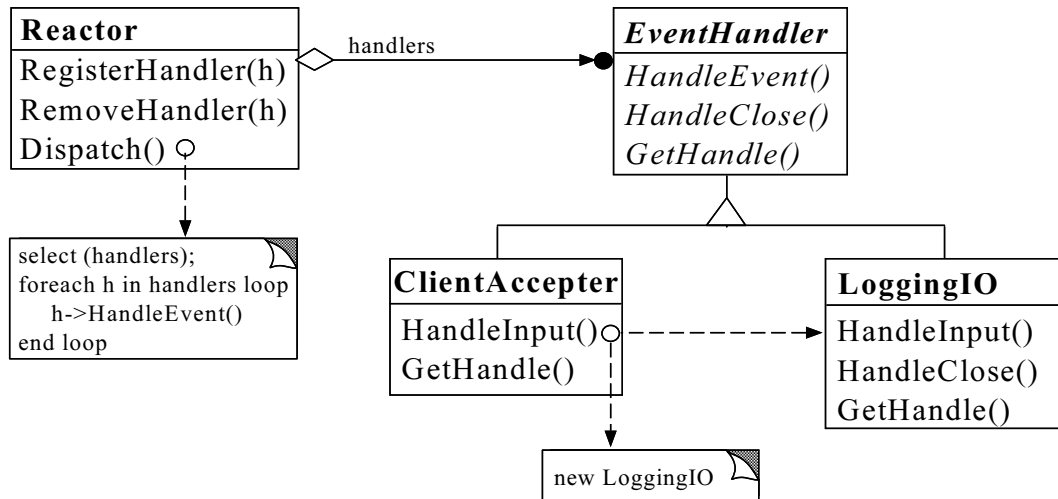 Reactor
RegisterHandler(h)
RemoveHandler(h)
Dispatch()
handlers
EventHandler
HandleEvent()
HandleClose()
GetHandle()
select (handlers);
foreach h in handlers loop
h->HandleEvent()
end loop
ClientAccepter
HandleInput()
GetHandle()
LoggingIO
HandleInput()
HandleClose()
GetHandle()
new LoggingIO